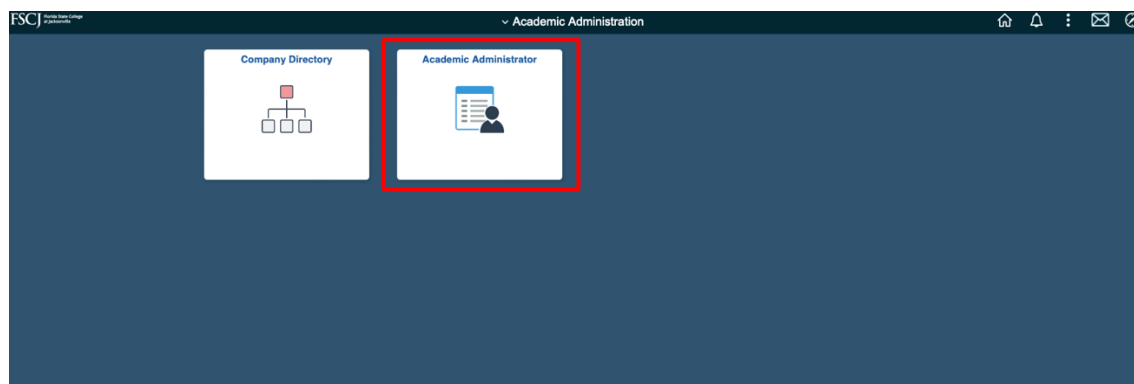 FSCJ
Florida State College
at Jacksonville
Academic Administration
Company Directory
Academic Administrator